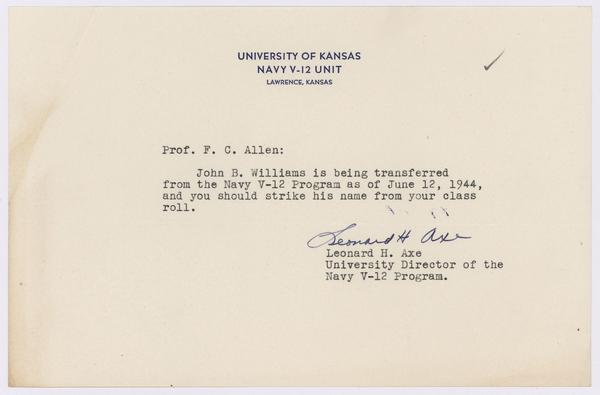 UNIVERSITY OF KANSAS
NAVY V-12 UNIT
LAWRENCE, KANSAS
Prof. F. C. Allen:
John B. Williams is being transferred
from the Navy V-12 Program as of June 12, 1944,
and you should strike his name from your class
roll.
Leonard H Axe
Leonard H. Axe
University Director of the
Navy V-12 Program.